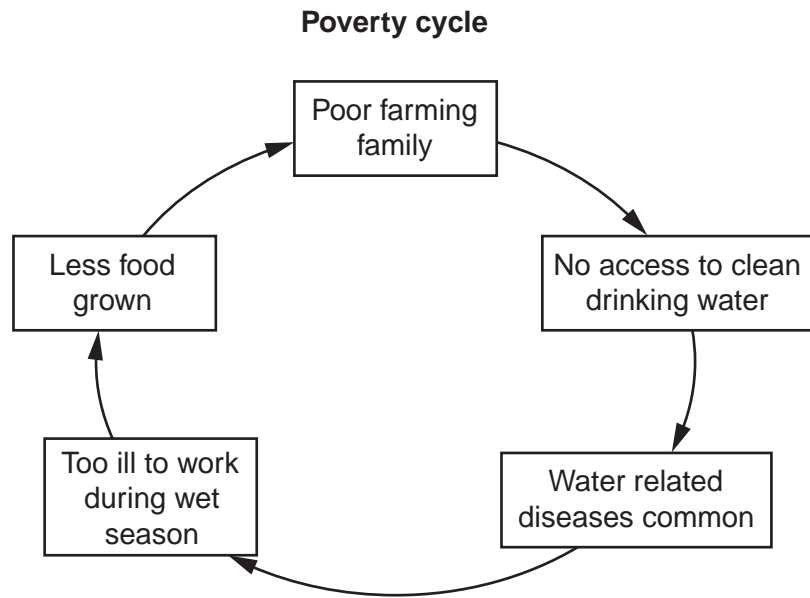 Poverty cycle
Poor farming
family
No access to clean
drinking water
Water related
diseases common
Too ill to work
during wet
season
Less food
grown